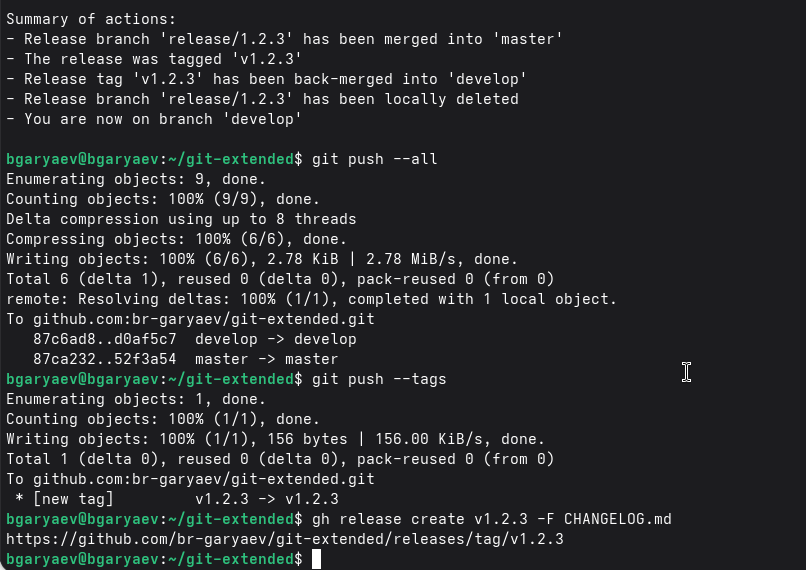 Summary of actions:
- Release branch 'release/1.2.3' has been merged into 'master'
- The release was tagged 'v1.2.3'
- Release tag 'v1.2.3' has been back-merged into 'develop'
- Release branch 'release/1.2.3' has been locally deleted
- You are now on branch 'develop'

bgaryaev@bgaryaev:~/git-extended$ git push --all
Enumerating objects: 9, done.
Counting objects: 100% (9/9), done.
Delta compression using up to 8 threads
Compressing objects: 100% (6/6), done.
Writing objects: 100% (6/6), 2.78 KiB | 2.78 MiB/s, done.
Total 6 (delta 1), reused 0 (delta 0), pack-reused 0 (from 0)
remote: Resolving deltas: 100% (1/1), completed with 1 local object.
To github.com:br-garyaev/git-extended.git
   87c6ad8..d0af5c7  develop -> develop
   87ca232..52f3a54  master -> master
bgaryaev@bgaryaev:~/git-extended$ git push --tags
Enumerating objects: 1, done.
Counting objects: 100% (1/1), done.
Writing objects: 100% (1/1), 156 bytes | 156.00 KiB/s, done.
Total 1 (delta 0), reused 0 (delta 0), pack-reused 0 (from 0)
To github.com:br-garyaev/git-extended.git
 * [new tag]         v1.2.3 -> v1.2.3
bgaryaev@bgaryaev:~/git-extended$ gh release create v1.2.3 -F CHANGELOG.md
https://github.com/br-garyaev/git-extended/releases/tag/v1.2.3
bgaryaev@bgaryaev:~/git-extended$